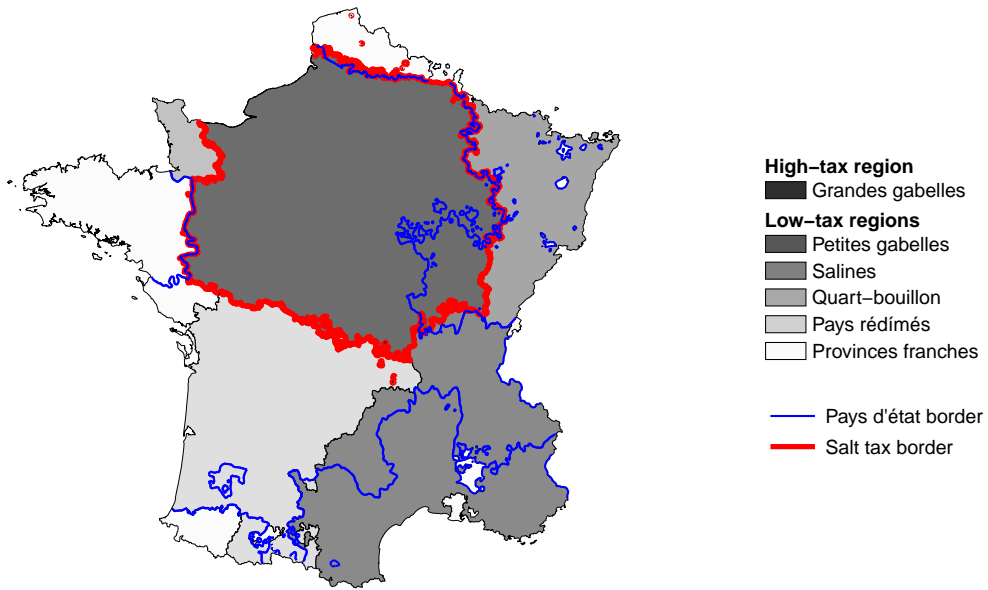 High−tax region
Grandes gabelles
Low−tax regions
Petites gabelles
Salines
Quart−bouillon
Pays rédímés
Provinces franches
Pays d'état border
Salt tax border